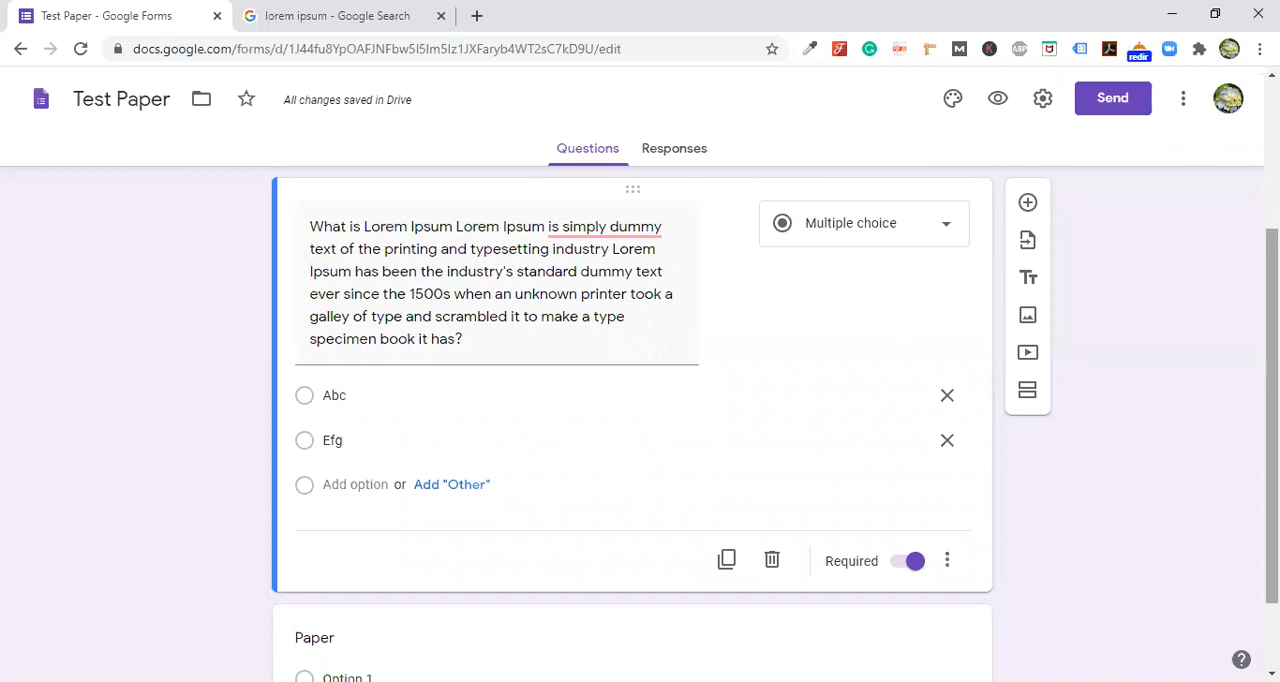 Test Paper - Google Forms
lorem ipsum - Google Search
docs.google.com/forms/d/1J44fu8YpOAFJNFbw5I5Im5Iz1JXFaryb4WT2sC7kD9U/edit
ABP
redir
Test Paper
All changes saved in Drive
Send
Questions
Responses
What is Lorem Ipsum Lorem Ipsum is simply dummy
text of the printing and typesetting industry Lorem
Ipsum has been the industry's standard dummy text
ever since the 1500s when an unknown printer took a
galley of type and scrambled it to make a type
specimen book it has?
Multiple choice
Tт
Abc
Efg
Add option or Add "Other"
Required
Paper
Option 1